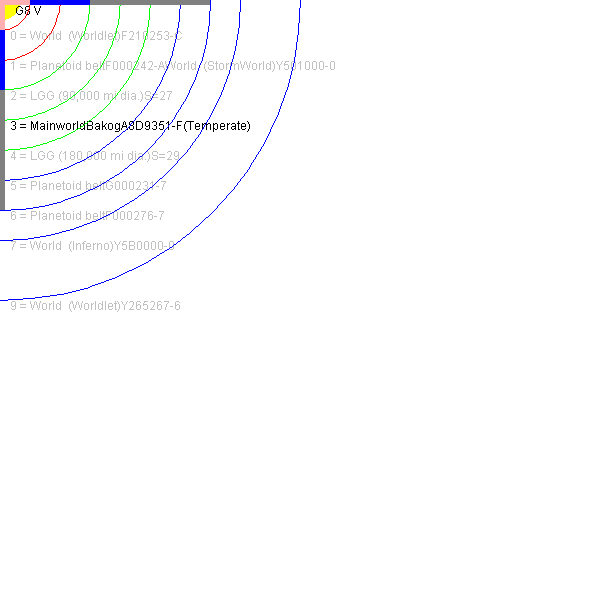 G8 V
0 = World  (Worldlet)F210253-C
1 = Planetoid beltF000242-AWorld  (StormWorld)Y501000-0
2 = LGG (90,000 mi dia.)S=27
3 = MainworldBakogA8D9351-F(Temperate)
4 = LGG (180,000 mi dia.)S=29
5 = Planetoid beltG000231-7
6 = Planetoid beltF000276-7
7 = World  (Inferno)Y5B0000-0
9 = World  (Worldlet)Y265267-6